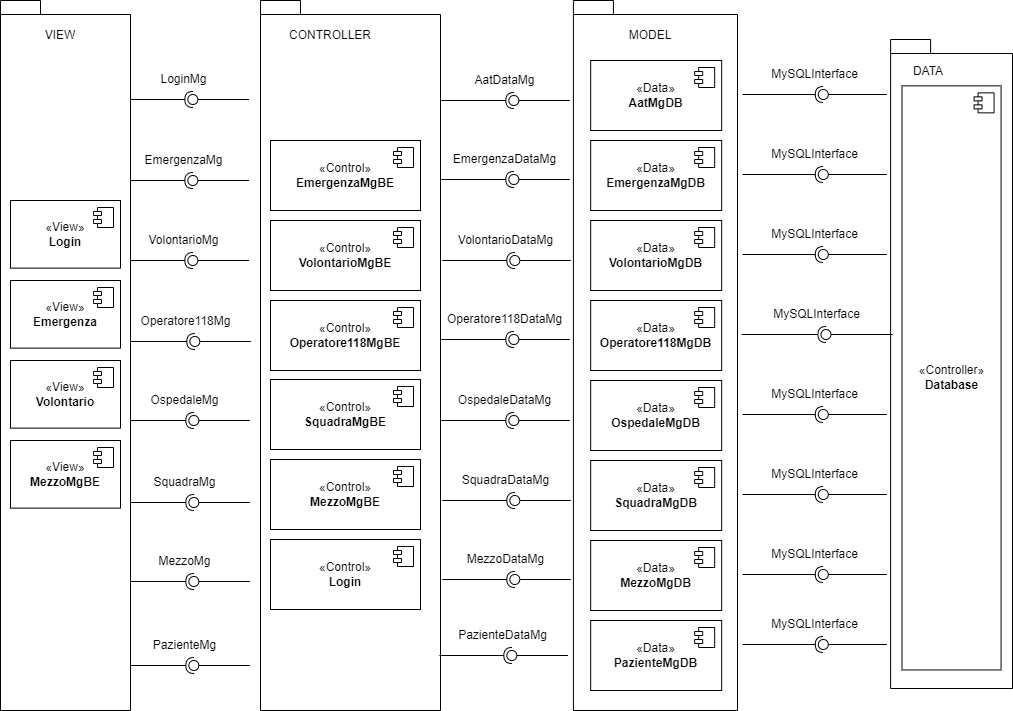 VIEW
«View»
Login
«View»
Emergenza
«View»
Volontario
«View»
MezzoMgBE
LoginMg
EmergenzaMg
VolontarioMg
Operatore118Mg
OspedaleMg
SquadraMg
MezzoMg
PazienteMg
CONTROLLER
«Control»
EmergenzaMgBE
«Control»
VolontarioMgBE
«Control»
Operatore118MgBE
«Control»
SquadraMgBE
«Control»
MezzoMgBE
«Control»
Login
AatDataMg
EmergenzaDataMg
VolontarioDataMg
Operatore118DataMg
OspedaleDataMg
SquadraDataMg
MezzoDataMg
PazienteDataMg
MODEL
«Data»
AatMgDB
«Data»
EmergenzaMgDB
«Data»
VolontarioMgDB
«Data»
Operatore118MgDB
«Data»
OspedaleMgDB
«Data»
SquadraMgDB
«Data»
MezzoMgDB
«Data»
PazienteMgDB
MySQLInterface
MySQLInterface
MySQLInterface
MySQLInterface
MySQLInterface
MySQLInterface
MySQLInterface
MySQLInterface
DATA
«Controller»
Database